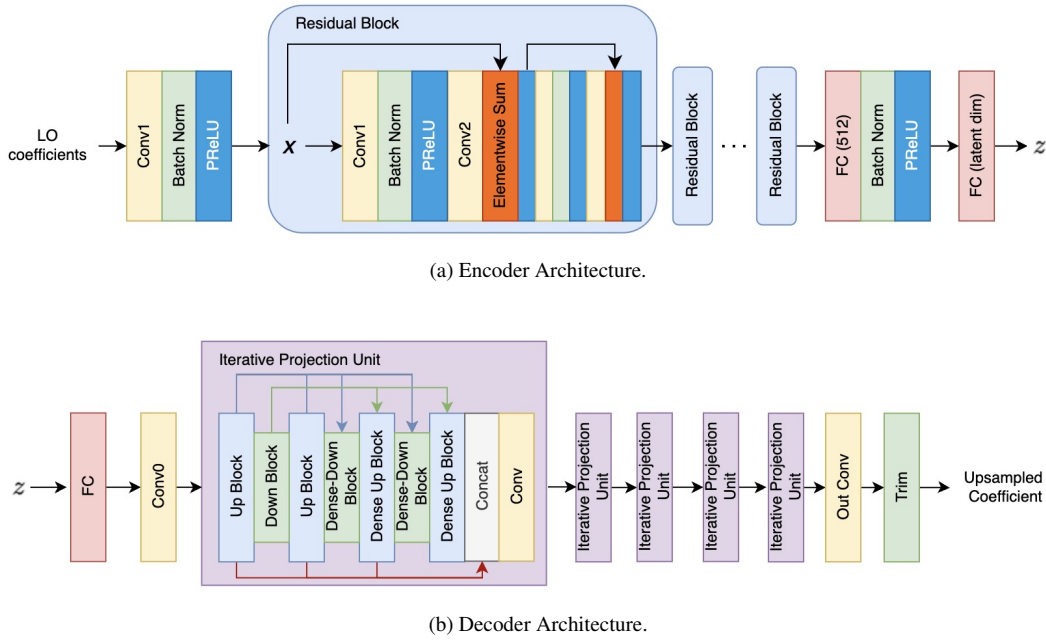 Residual Block
LO
coefficients
Conv1
Batch Norm
PReLU
x
Conv1
Batch Norm
PReLU
Conv2
Elementwise Sum
Residual Block
· · ·
Residual Block
FC (512)
Batch Norm
PReLU
FC (latent dim)
z
(a) Encoder Architecture.
Iterative Projection Unit
z
FC
Conv0
Up Block
Down Block
Up Block
Dense-Down
Block
Dense Up Block
Dense-Down
Block
Dense Up Block
Concat
Conv
Iterative Projection
Unit
Iterative Projection
Unit
Iterative Projection
Unit
Iterative Projection
Unit
Out Conv
Trim
Upsampled
Coefficient
(b) Decoder Architecture.